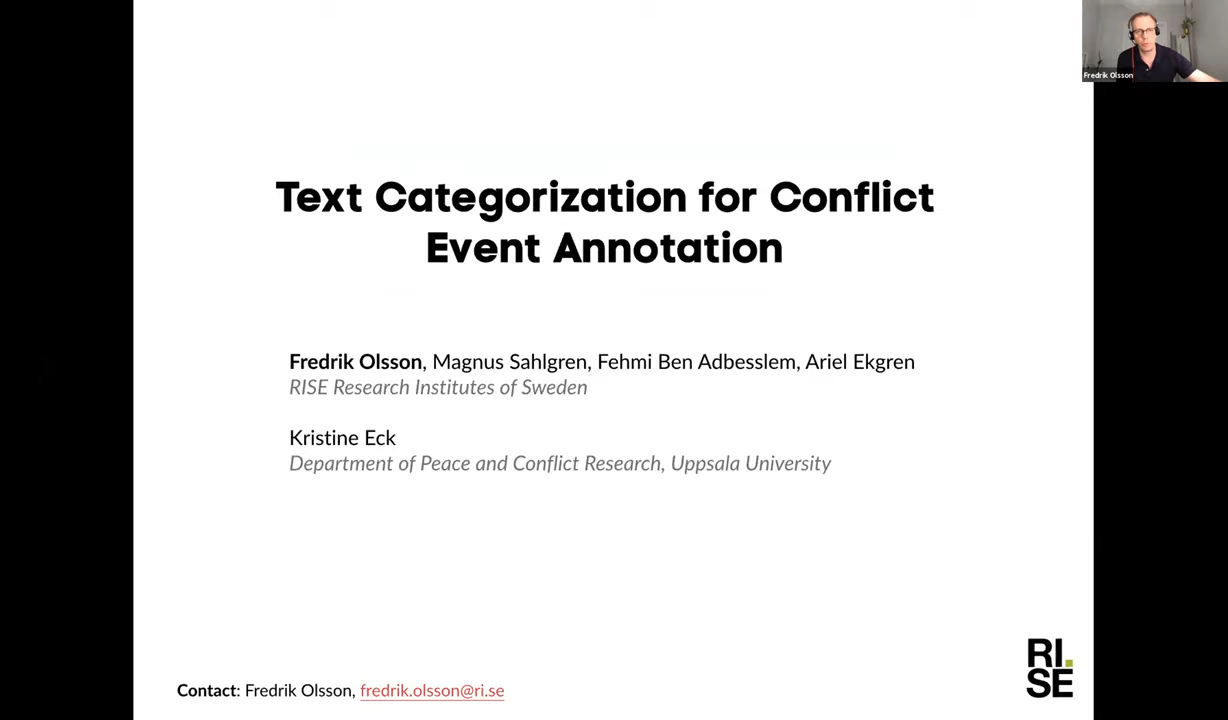 Fredrik Olsson
Text Categorization for Conflict
Event Annotation
Fredrik Olsson, Magnus Sahlgren, Fehmi Ben Adbesslem, Ariel Ekgren
RISE Research Institutes of Sweden
Kristine Eck
Department of Peace and Conflict Research, Uppsala University
Contact: Fredrik Olsson, fredrik.olsson@ri.se
RI.
SE